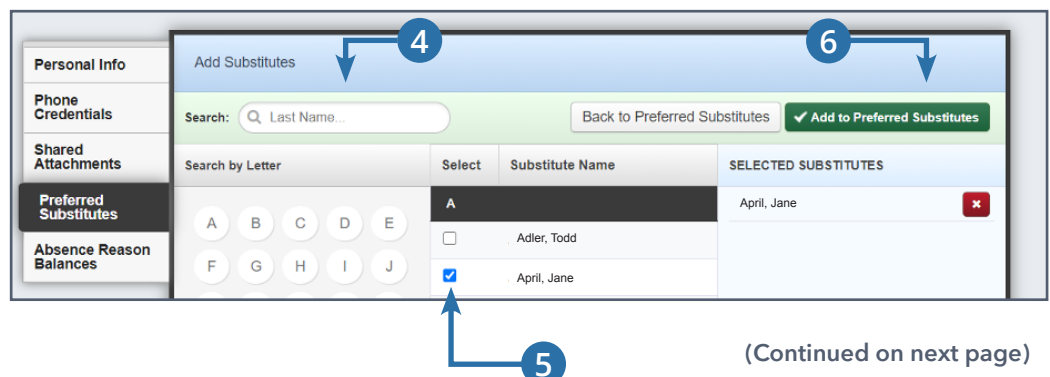 4
6
Personal Info
Phone
Credentials
Shared
Attachments
Preferred
Substitutes
Absence Reason
Balances
Add Substitutes
Search: Last Name...
Back to Preferred Substitutes
Add to Preferred Substitutes
Search by Letter
Select Substitute Name
SELECTED SUBSTITUTES
A B C D E
F G H I J
A
Adler, Todd
April, Jane
April, Jane
5
(Continued on next page)